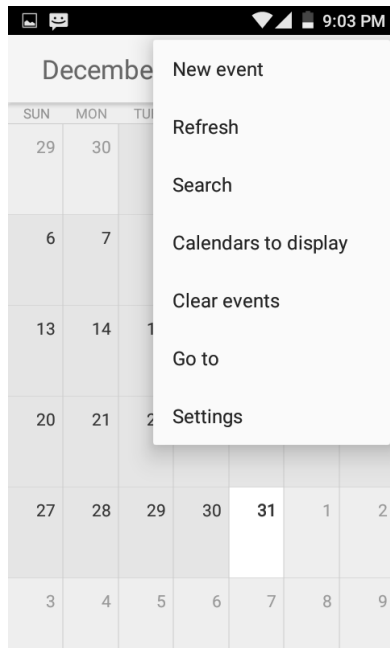 9:03 PM
Decembe
New event
SUN MON TU
Refresh
29 30
Search
6 7
Calendars to display
Clear events
13 14 1
Go to
20 21 2
Settings
27 28 29 30 31 1 2
3 4 5 6 7 8 9